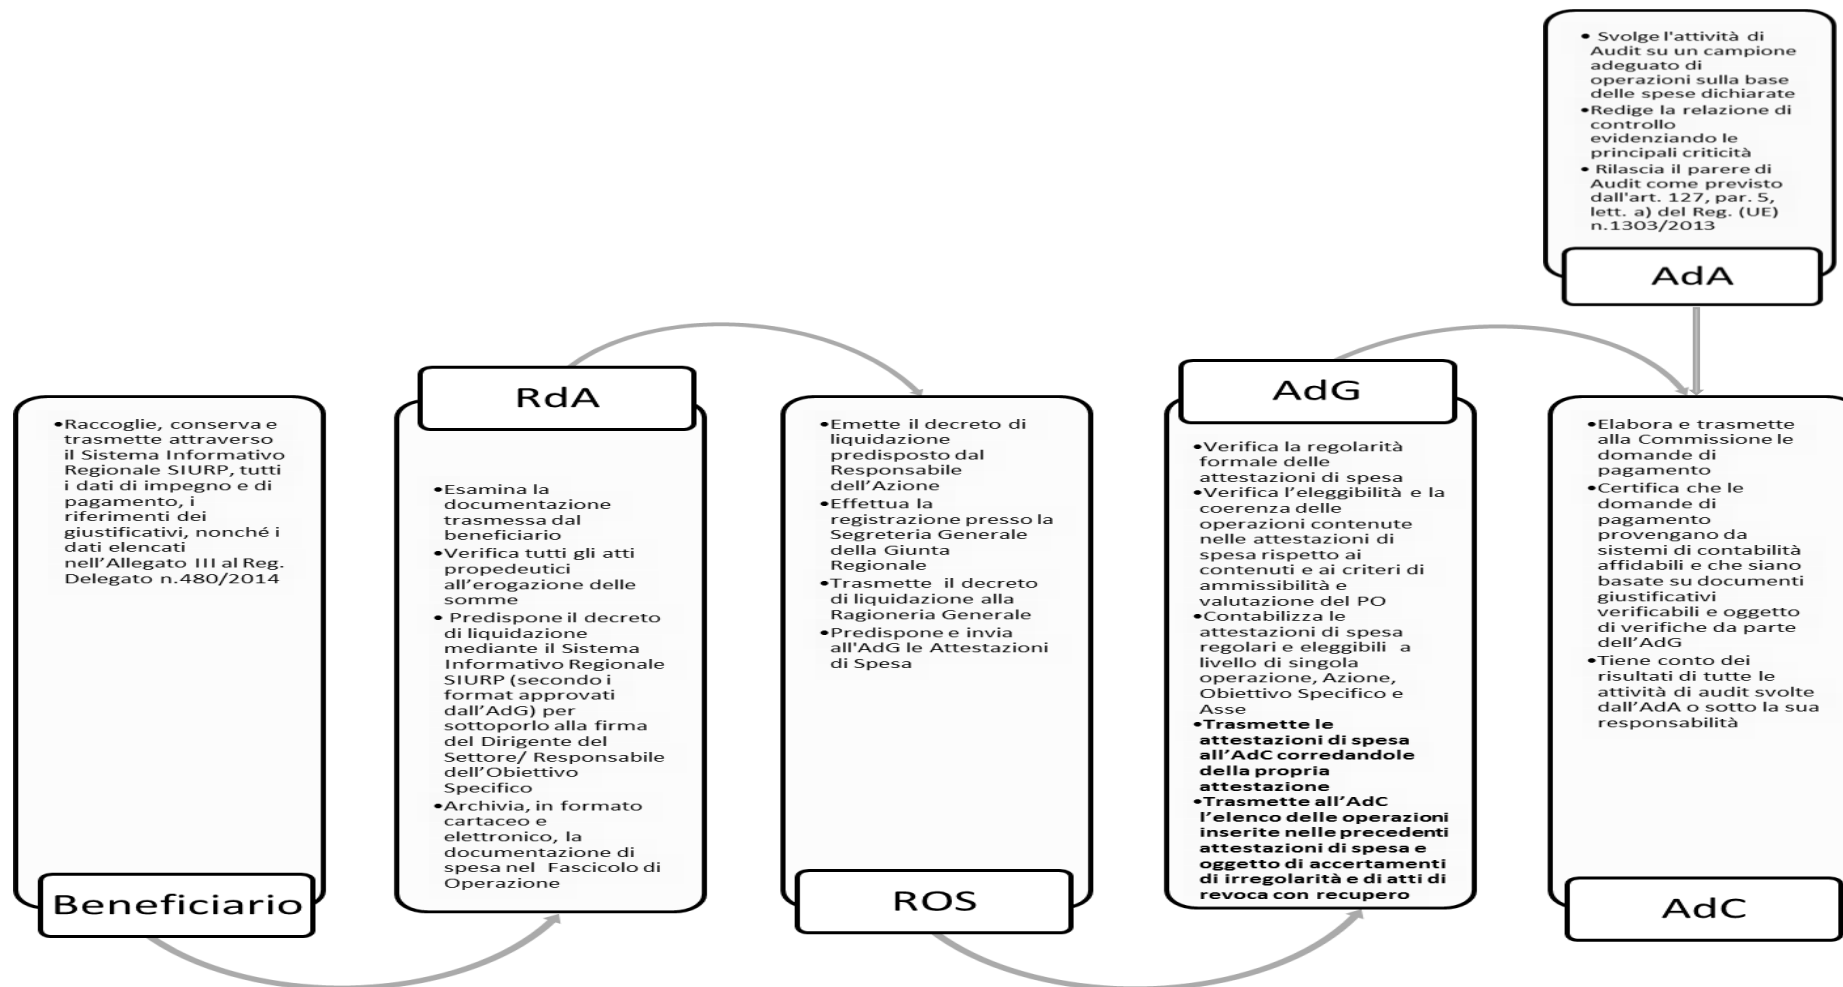 • Svolge l'attività di
Audit su un campione
adeguato di
operazioni sulla base
delle spese dichiarate
•Redige la relazione di
controllo
evidenziando le
principali criticità
• Rilascia il parere di
Audit come previsto
dall'art. 127, par. 5,
lett. a) del Reg. (UE)
n.1303/2013
AdA
•Raccoglie, conserva e
trasmette attraverso
il Sistema Informativo
Regionale SIURP, tutti
i dati di impegno e di
pagamento, i
riferimenti dei
giustificativi, nonché i
dati elencati
nell'Allegato III al Reg.
Delegato n.480/2014
Beneficiario
RdA
•Esamina la
documentazione
trasmessa dal
beneficiario
•Verifica tutti gli atti
propedeutici
all'erogazione delle
somme
• Predispone il decreto
di liquidazione
mediante il Sistema
Informativo Regionale
SIURP (secondo i
format approvati
dall'AdG) per
sottoporlo alla firma
del Dirigente del
Settore/ Responsabile
dell'Obiettivo
Specifico
•Archivia, in formato
cartaceo e
elettronico, la
documentazione di
spesa nel Fascicolo di
Operazione
•Emette il decreto di
liquidazione
predisposto dal
Responsabile
dell'Azione
•Effettua la
registrazione presso la
Segreteria Generale
della Giunta
Regionale
•Trasmette il decreto
di liquidazione alla
Ragioneria Generale
•Predispone e invia
all'AdG le Attestazioni
di Spesa
ROS
AdG
•Verifica la regolarità
formale delle
attestazioni di spesa
•Verifica l'eleggibilità e la
coerenza delle
operazioni contenute
nelle attestazioni di
spesa rispetto ai
contenuti e ai criteri di
ammissibilità e
valutazione del PO
•Contabilizza le
attestazioni di spesa
regolari e eleggibili a
livello di singola
operazione, Azione,
Obiettivo Specifico e
Asse
•Trasmette le
attestazioni di spesa
all'AdC corredandole
della propria
attestazione
•Trasmette all'AdC
l'elenco delle operazioni
inserite nelle precedenti
attestazioni di spesa e
oggetto di accertamenti
di irregolarità e di atti di
revoca con recupero
•Elabora e trasmette
alla Commissione le
domande di
pagamento
•Certifica che le
domande di
pagamento
provengano da
sistemi di contabilità
affidabili e che siano
basate su documenti
giustificativi
verificabili e oggetto
di verifiche da parte
dell'AdG
•Tiene conto dei
risultati di tutte le
attività di audit svolte
dall'AdA o sotto la sua
responsabilità
AdC